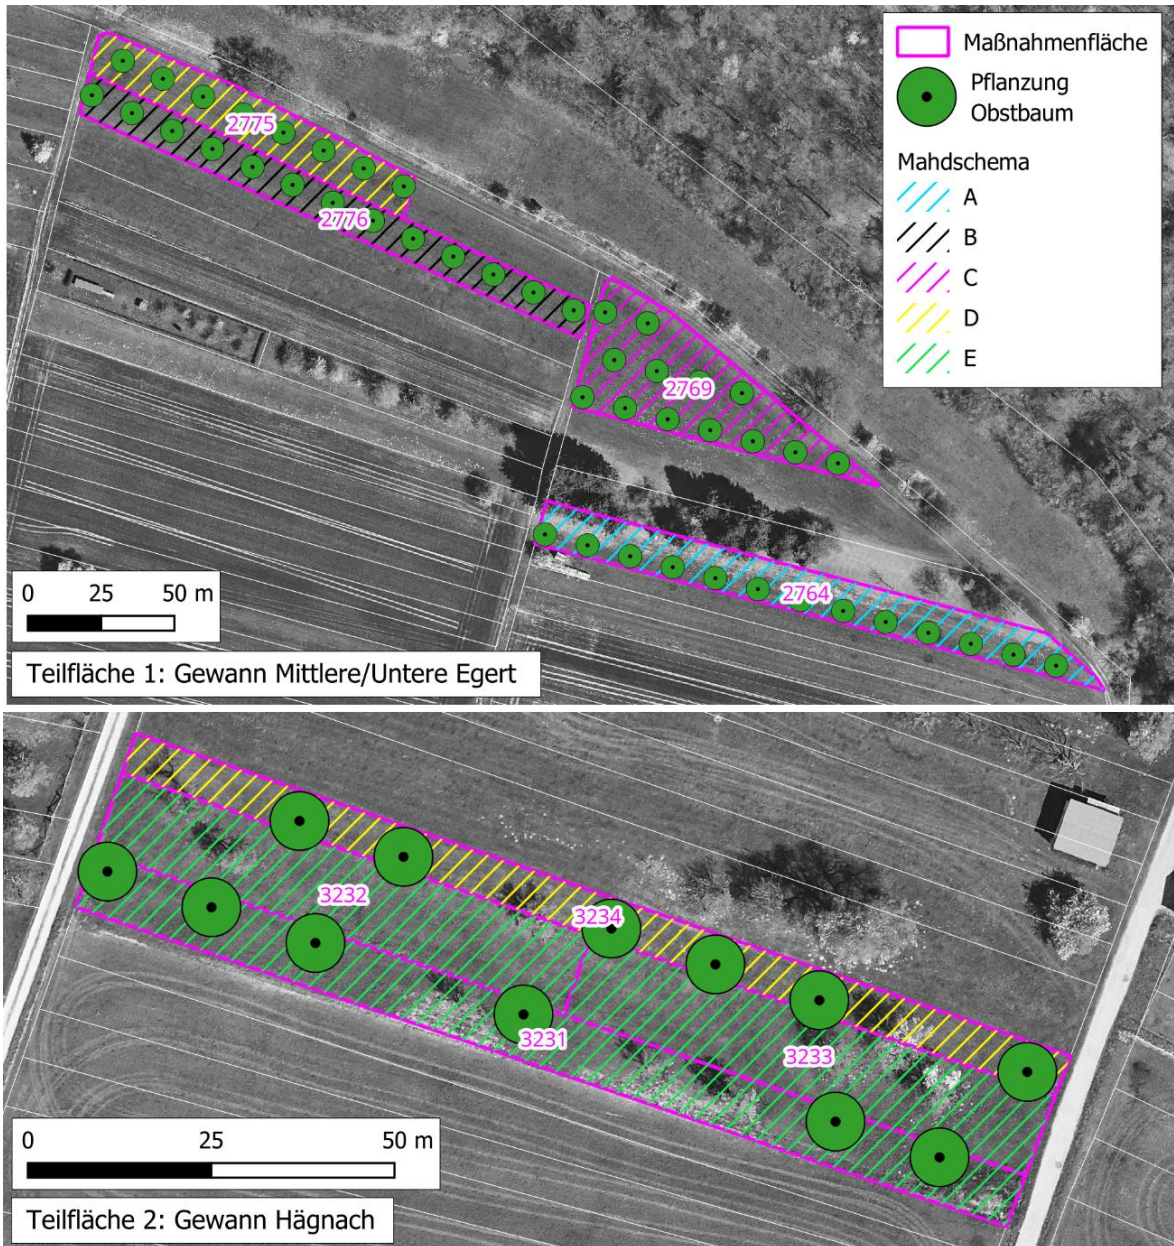 Maßnahmenfläche
Pflanzung
Obstbaum
Mahdschema
A
B
C
D
E
2775
2776
2769
2764
0 25 50 m
Teilfläche 1: Gewann Mittlere/Untere Egert
3232
3234
3231
3233
0 25 50 m
Teilfläche 2: Gewann Hägnach